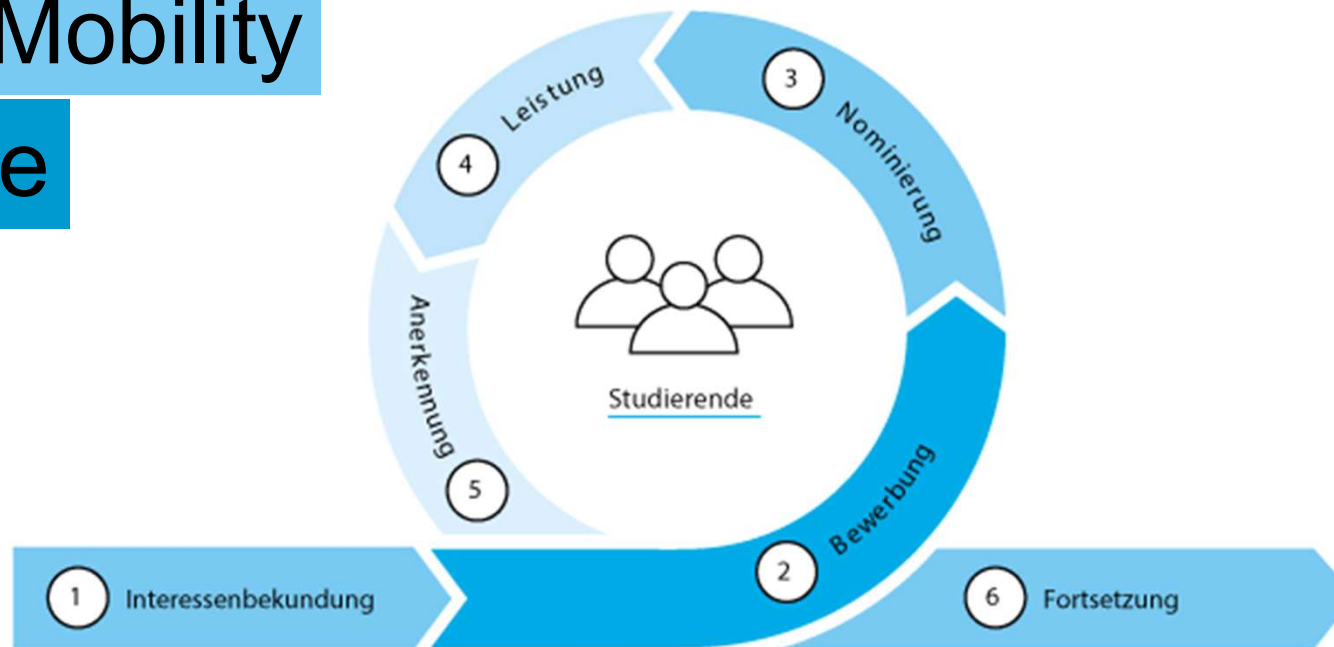 Mobility
e
3
Nominierung
4
Leistung
Anerkennung
5
Studierende
2
Bewerbung
1
Interessenbekundung
6
Fortsetzung